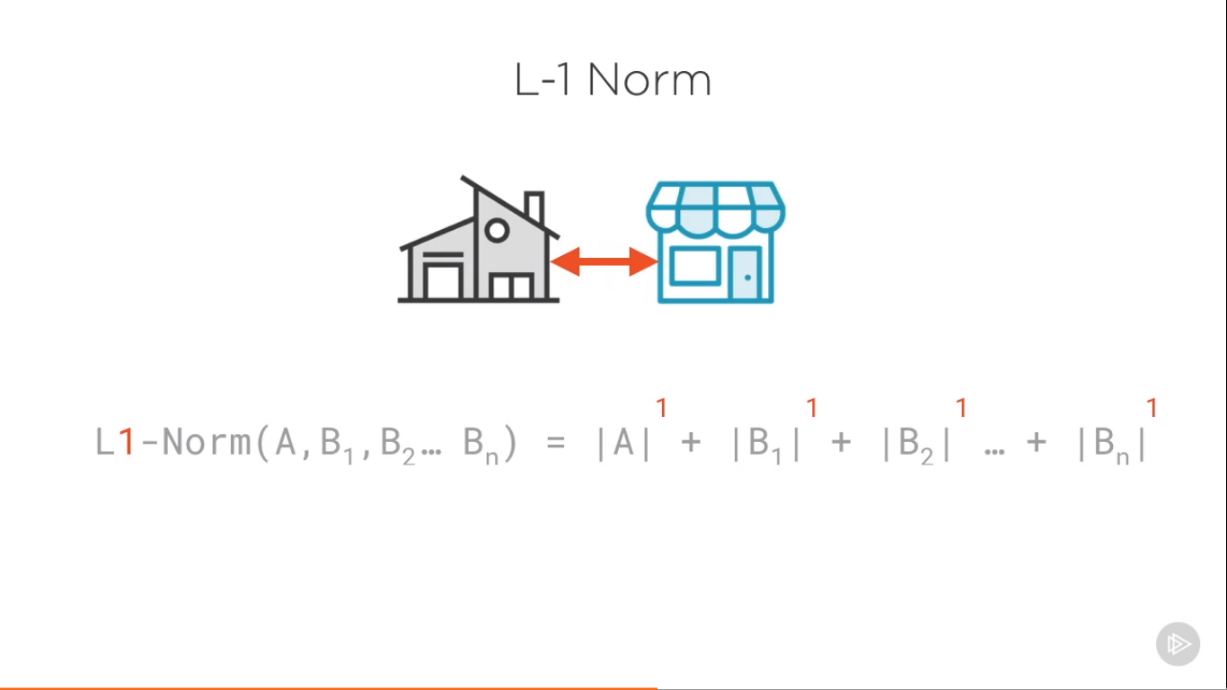 L-1 Norm
L1-Norm(A,B₁,B₂… Bₙ) = |A|¹ + |B₁|¹ + |B₂|¹ … + |Bₙ|¹